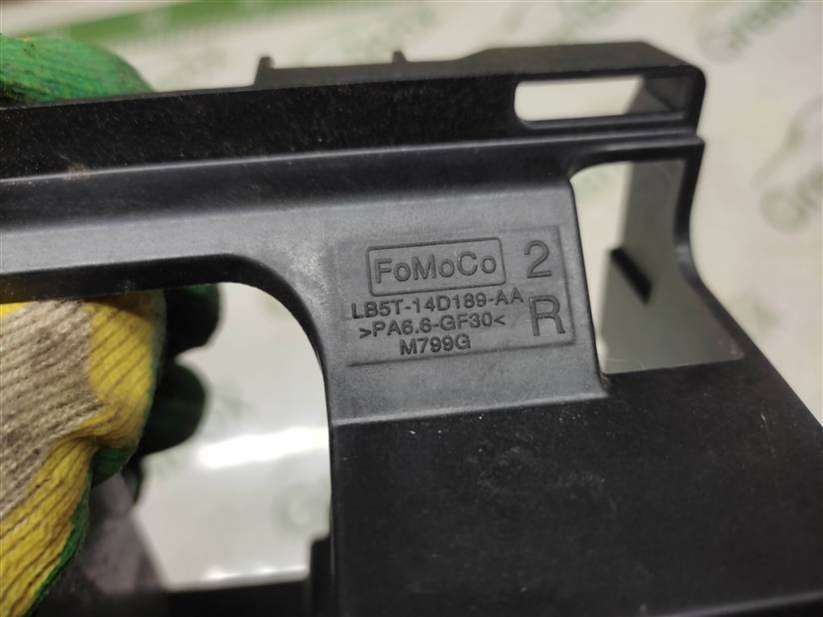 FoMoCo 2
LB5T-14D189-AA
>PA6.6-GF30< R
M799G